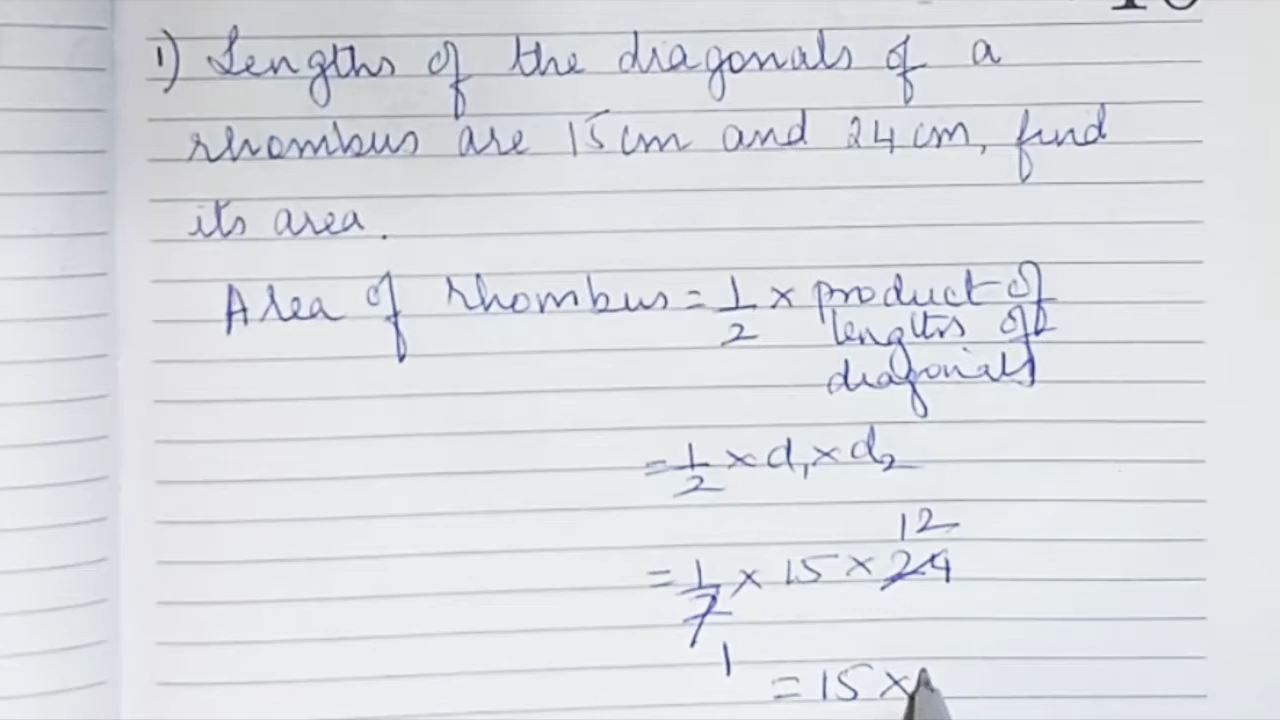 1) Lengths of the diagonals of a
rhombus are 15 cm and 24 cm, find
its area.
Area of rhombus = 1/2 × product of
lengths of
diagonals
= 1/2 × d1 × d2
12
= 1/2 × 15 × 24
1
= 15 ×